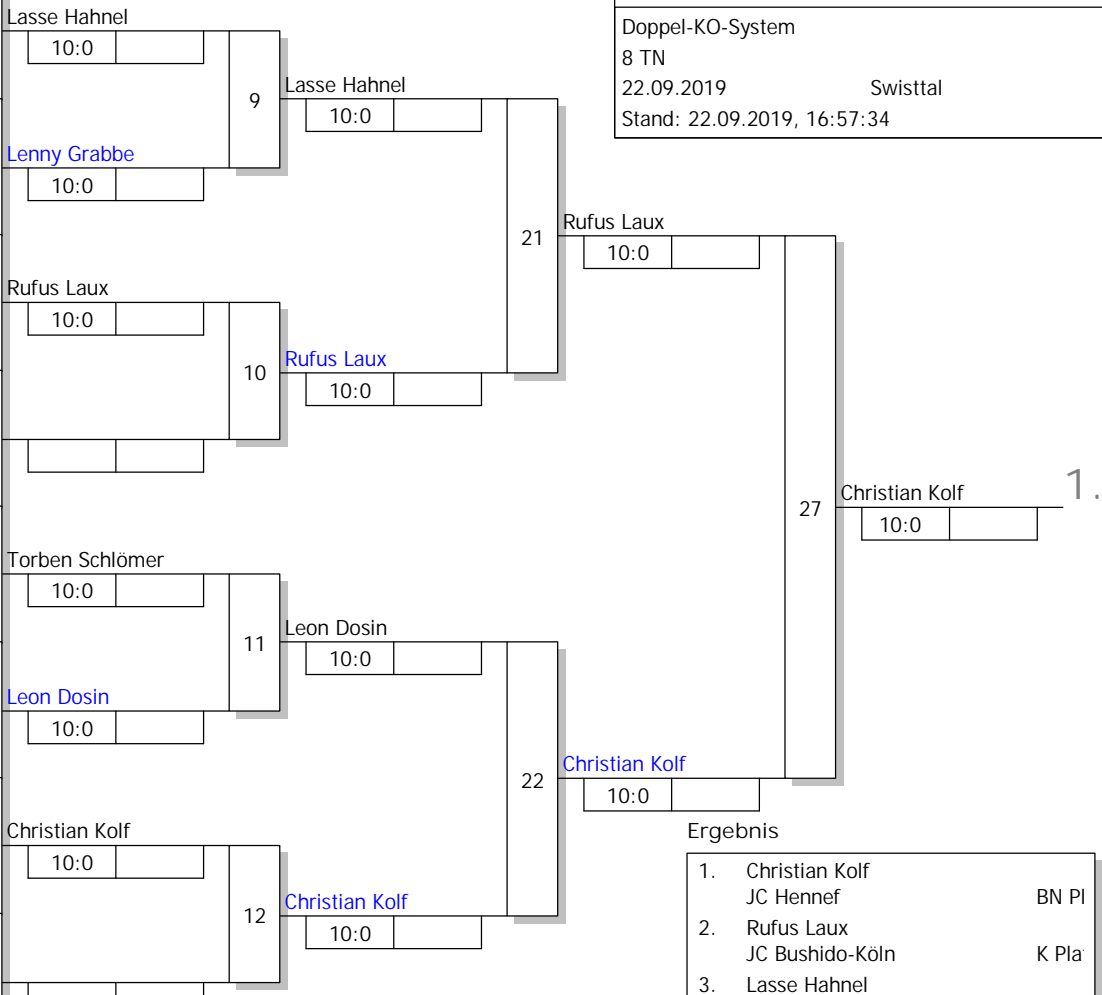 Lasse Hahnel
10:0
Doppel-KO-System
8 TN
22.09.2019 Swisttal
Stand: 22.09.2019, 16:57:34
9
Lasse Hahnel
10:0
Lenny Grabbe
10:0
21
Rufus Laux
10:0
Rufus Laux
10:0
10
Rufus Laux
10:0
27
Christian Kolf
10:0
1.
Torben Schlömer
10:0
11
Leon Dosin
10:0
Leon Dosin
10:0
22
Christian Kolf
10:0
Christian Kolf
10:0
12
Christian Kolf
10:0
Ergebnis
1. Christian Kolf
JC Hennef BN Pl
2. Rufus Laux
JC Bushido-Köln K Pla
3. Lasse Hahnel